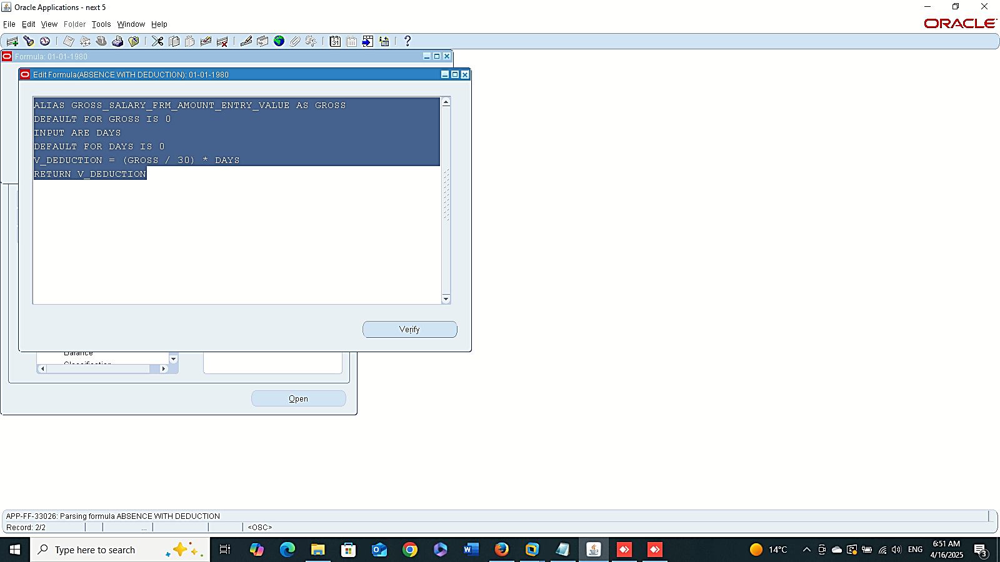 Oracle Applications - next 5
File Edit View Folder Tools Window Help
ORACLE
31
?
Formula: 01-01-1980
Edit Formula(ABSENCE WITH DEDUCTION): 01-01-1980
ALIAS GROSS_SALARY_FRM_AMOUNT_ENTRY_VALUE AS GROSS
DEFAULT FOR GROSS IS 0
INPUT ARE DAYS
DEFAULT FOR DAYS IS 0
V_DEDUCTION = (GROSS / 30) * DAYS
RETURN V_DEDUCTION
Verify
Balance
Classification
Open
APP-FF-33026: Parsing formula ABSENCE WITH DEDUCTION
Record: 2/2 ... <OSC>
Type here to search
14°C
ENG
6:51 AM
4/16/2025
3